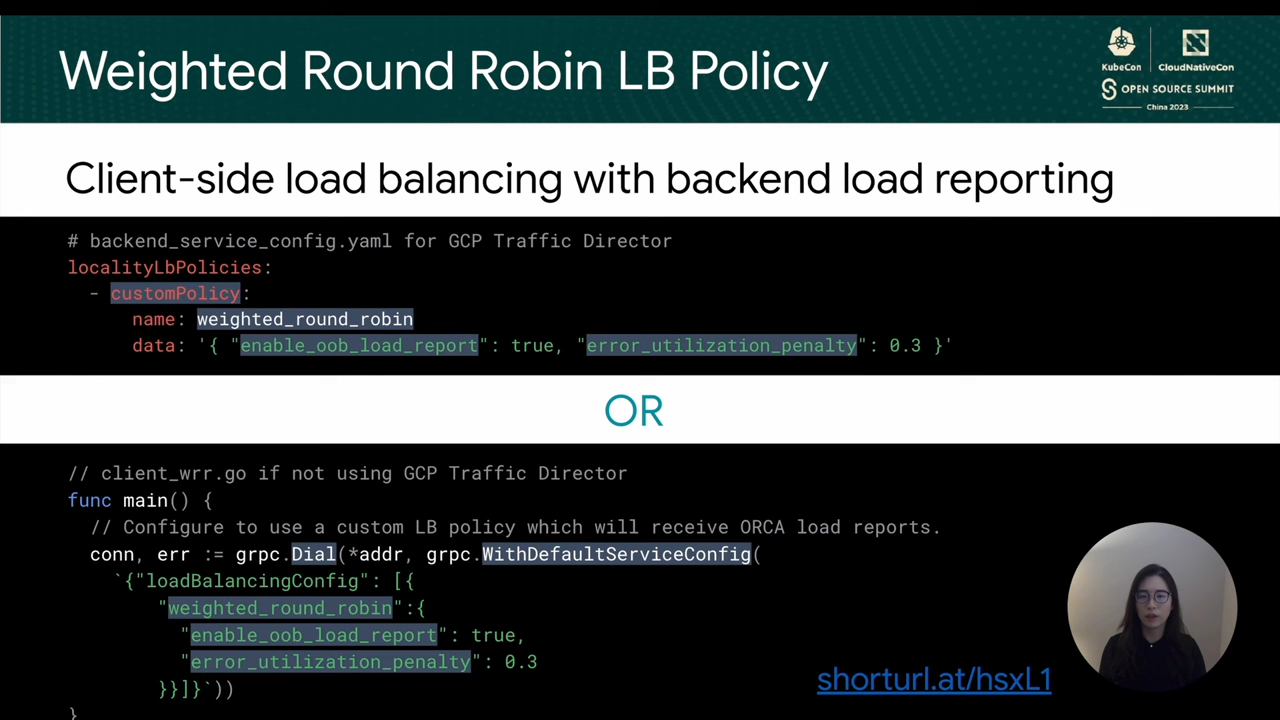 Weighted Round Robin LB Policy
KubeCon
CloudNativeCon
OPEN SOURCE SUMMIT
China 2023
Client-side load balancing with backend load reporting
# backend_service_config.yaml for GCP Traffic Director
localityLbPolicies:
  - customPolicy:
      name: weighted_round_robin
      data: '{ "enable_oob_load_report": true, "error_utilization_penalty": 0.3 }'
OR
// client_wrr.go if not using GCP Traffic Director
func main() {
  // Configure to use a custom LB policy which will receive ORCA load reports.
  conn, err := grpc.Dial(*addr, grpc.WithDefaultServiceConfig(
    `{"loadBalancingConfig": [{
        "weighted_round_robin":{
          "enable_oob_load_report": true,
          "error_utilization_penalty": 0.3
        }}]}`))
}
shorturl.at/hsxL1